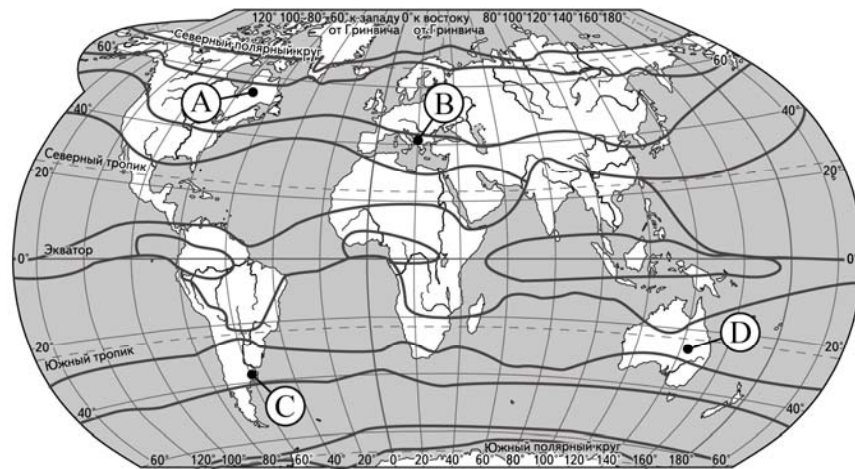 120° 100° 80° 60° к западу 0° к востоку 80° 100° 120° 140° 160° 180°
от Гринвича от Гринвича
Северный полярный круг
60°
60°
A
B
40°
40°
Северный тропик
20°
20°
Экватор
0°
0°
D
20°
20°
Южный тропик
C
40°
40°
Южный полярный круг
60° 120° 100° 80° 60° 40° 20° 0° 20° 40° 60° 80° 100° 120° 140° 160° 180° 60°